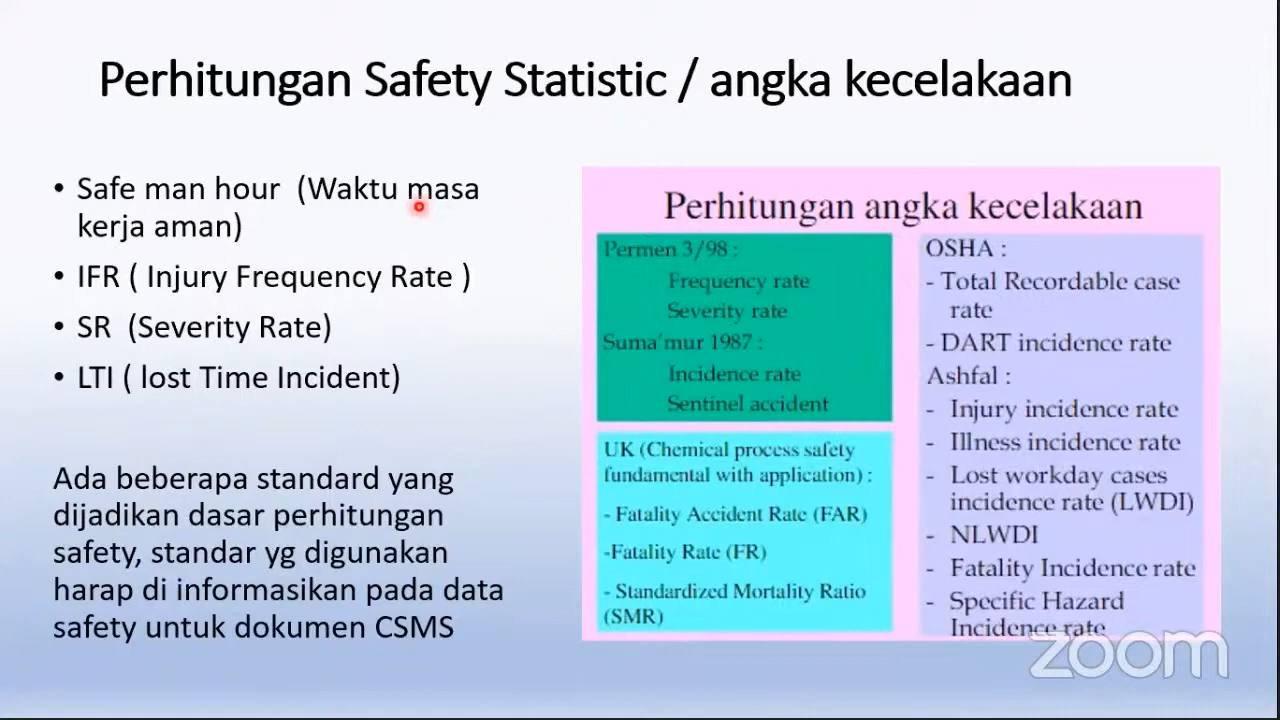 Perhitungan Safety Statistic / angka kecelakaan
• Safe man hour (Waktu masa
kerja aman)
• IFR ( Injury Frequency Rate )
• SR (Severity Rate)
• LTI ( lost Time Incident)
Ada beberapa standard yang
dijadikan dasar perhitungan
safety, standar yg digunakan
harap di informasikan pada data
safety untuk dokumen CSMS
Perhitungan angka kecelakaan
Permen 3/98 :
Frequency rate
Severity rate
Suma'mur 1987 :
Incidence rate
Sentinel accident
UK (Chemical process safety
fundamental with application) :
- Fatality Accident Rate (FAR)
-Fatality Rate (FR)
- Standardized Mortality Ratio
(SMR)
OSHA :
- Total Recordable case
rate
- DART incidence rate
Ashfal :
- Injury incidence rate
- Illness incidence rate
- Lost workday cases
incidence rate (LWDI)
- NLWDI
- Fatality Incidence rate
- Specific Hazard
Incidence rate
zoom